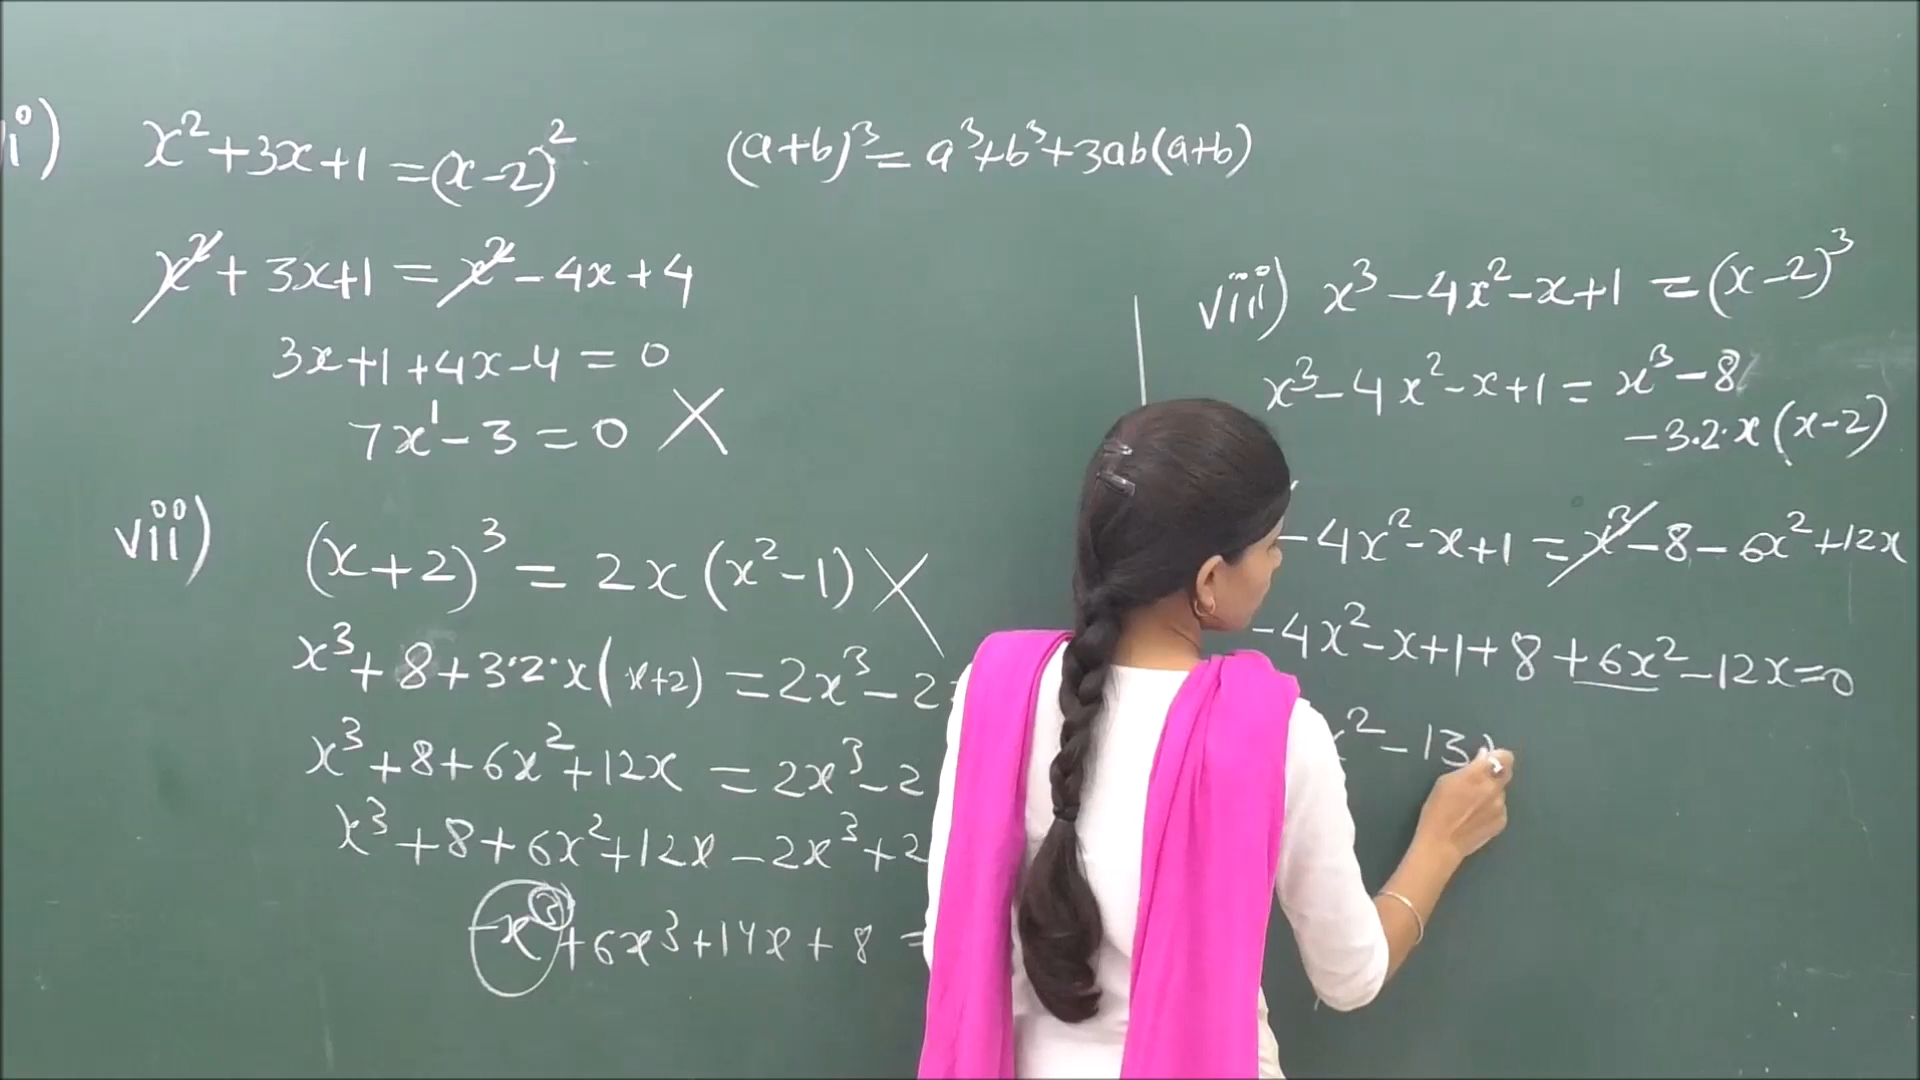 i) x² + 3x + 1 = (x - 2)²
(a+b)³ = a³ + b³ + 3ab(a+b)
x² + 3x + 1 = x² - 4x + 4
3x + 1 + 4x - 4 = 0
7x¹ - 3 = 0 ✗
vii) (x + 2)³ = 2x(x² - 1) ✗
x³ + 8 + 3·2·x(x+2) = 2x³ - 2
x³ + 8 + 6x² + 12x = 2x³ - 2
x³ + 8 + 6x² + 12x - 2x³ + 2
-x³ + 6x³ + 14x + 8 =
viii) x³ - 4x² - x + 1 = (x - 2)³
x³ - 4x² - x + 1 = x³ - 8
- 3·2·x(x - 2)
- 4x² - x + 1 = x³ - 8 - 6x² + 12x
- 4x² - x + 1 + 8 + 6x² - 12x = 0
x² - 13x